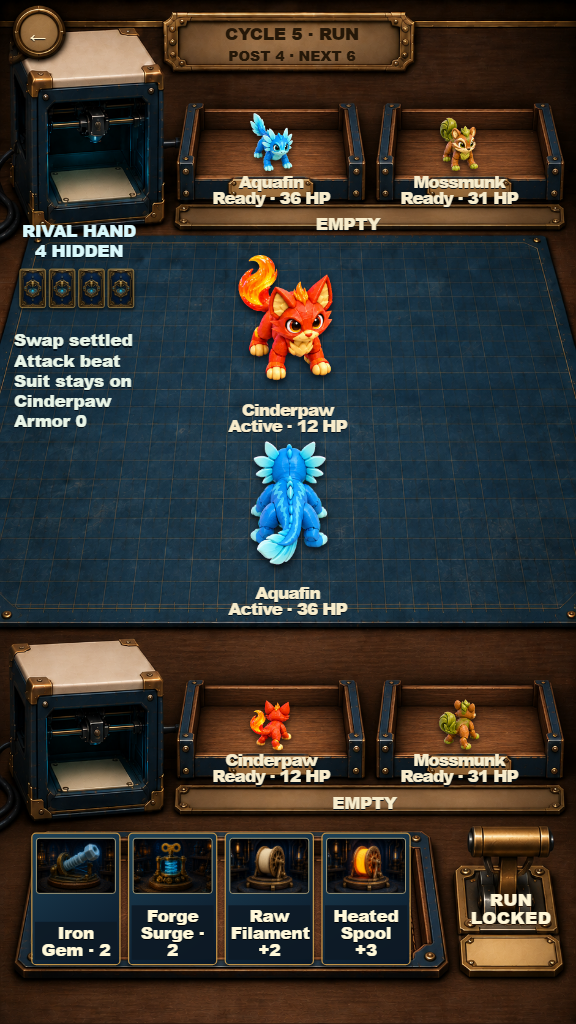 ←
CYCLE 5 · RUN
POST 4 · NEXT 6
Aquafin
Ready · 36 HP
Mossmunk
Ready · 31 HP
EMPTY
RIVAL HAND
4 HIDDEN
Swap settled
Attack beat
Suit stays on
Cinderpaw
Armor 0
Cinderpaw
Active · 12 HP
Aquafin
Active · 36 HP
Cinderpaw
Ready · 12 HP
Mossmunk
Ready · 31 HP
EMPTY
Iron
Gem · 2
Forge
Surge ·
2
Raw
Filament
+2
Heated
Spool
+3
RUN
LOCKED